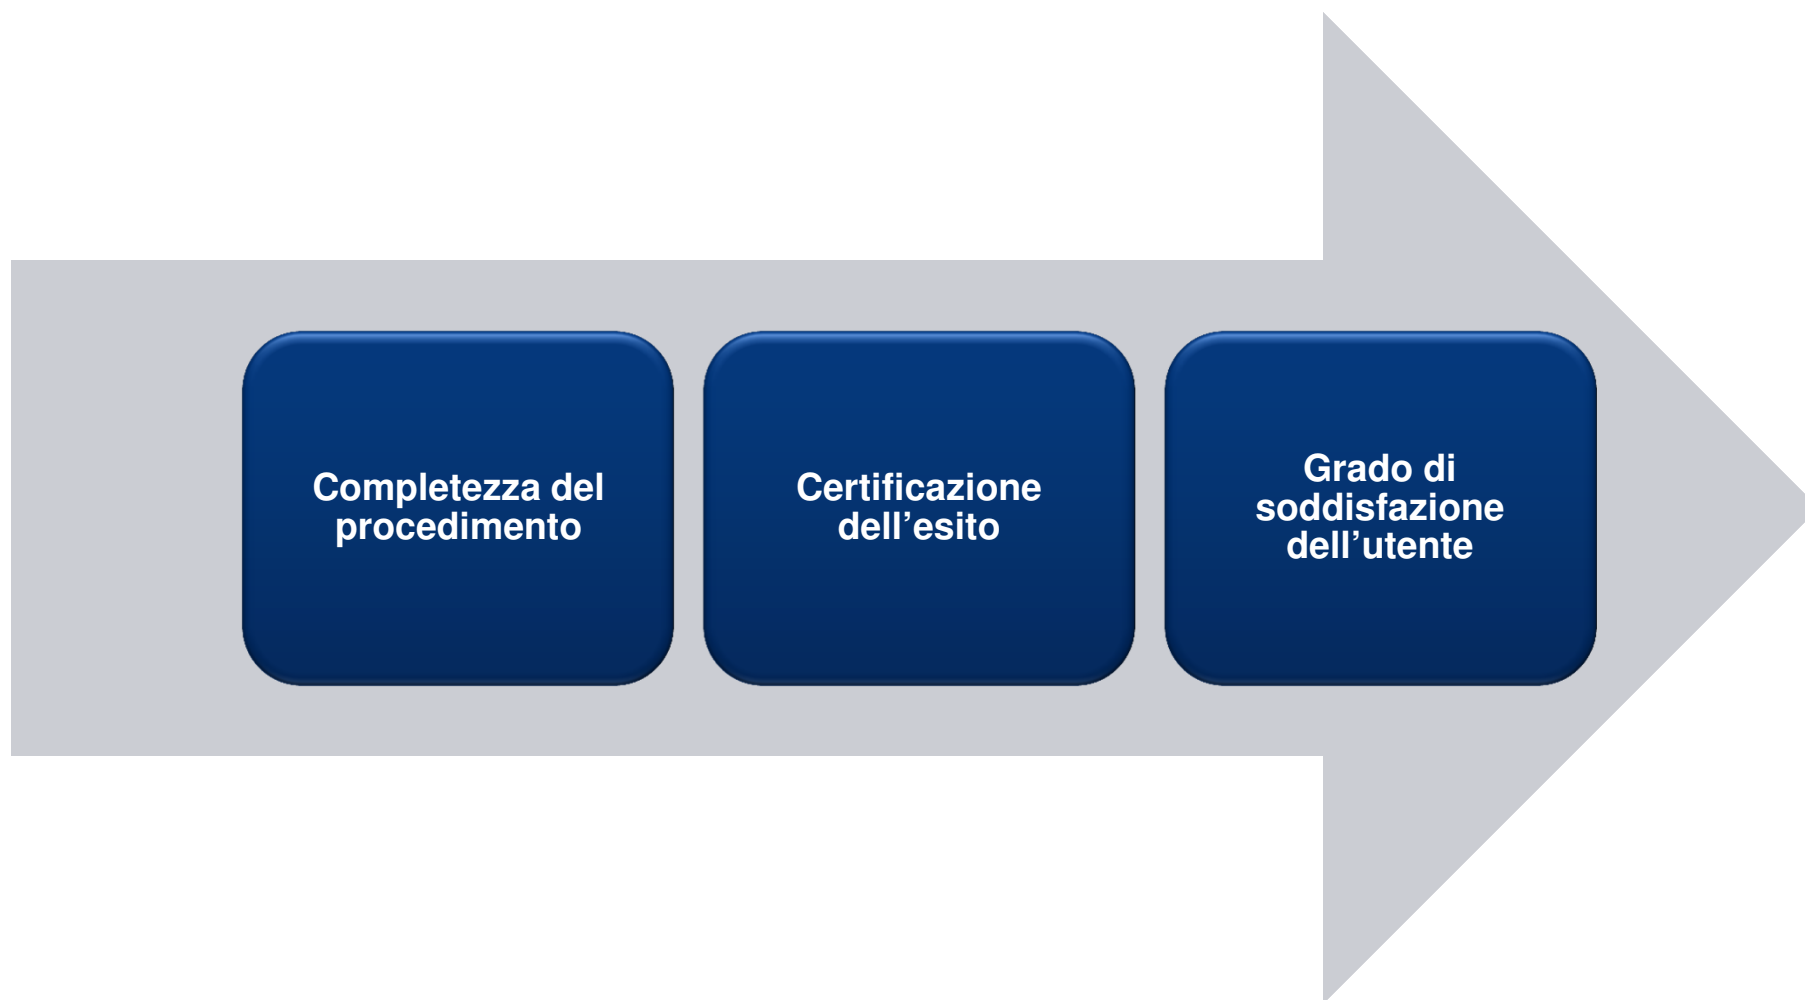 Completezza del
procedimento
Certificazione
dell’esito
Grado di
soddisfazione
dell’utente